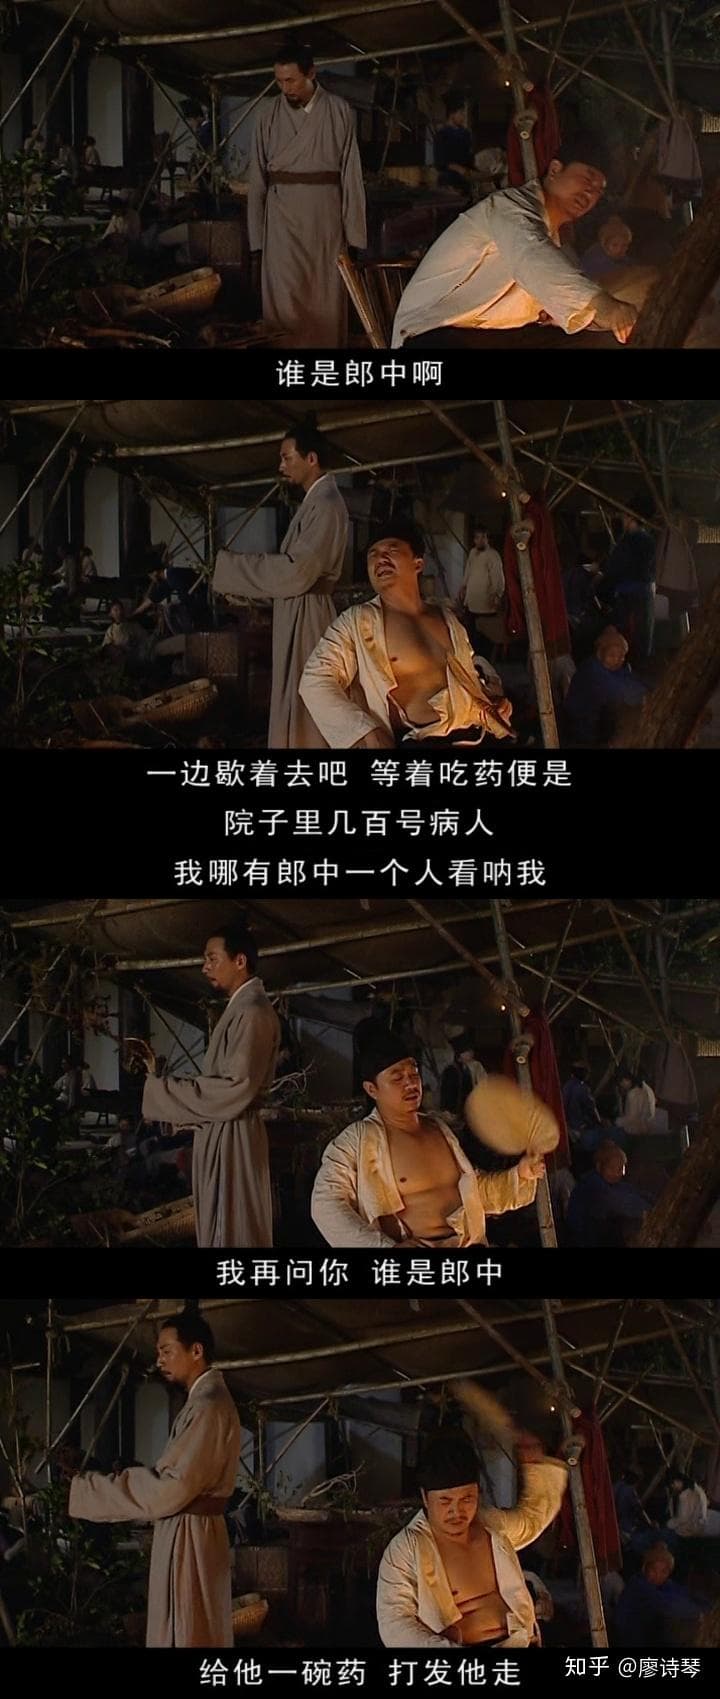 谁是郎中啊
一边歇着去吧 等着吃药便是
院子里几百号病人
我哪有郎中一个人看呐我
我再问你 谁是郎中
给他一碗药 打发他走
知乎 @廖诗琴